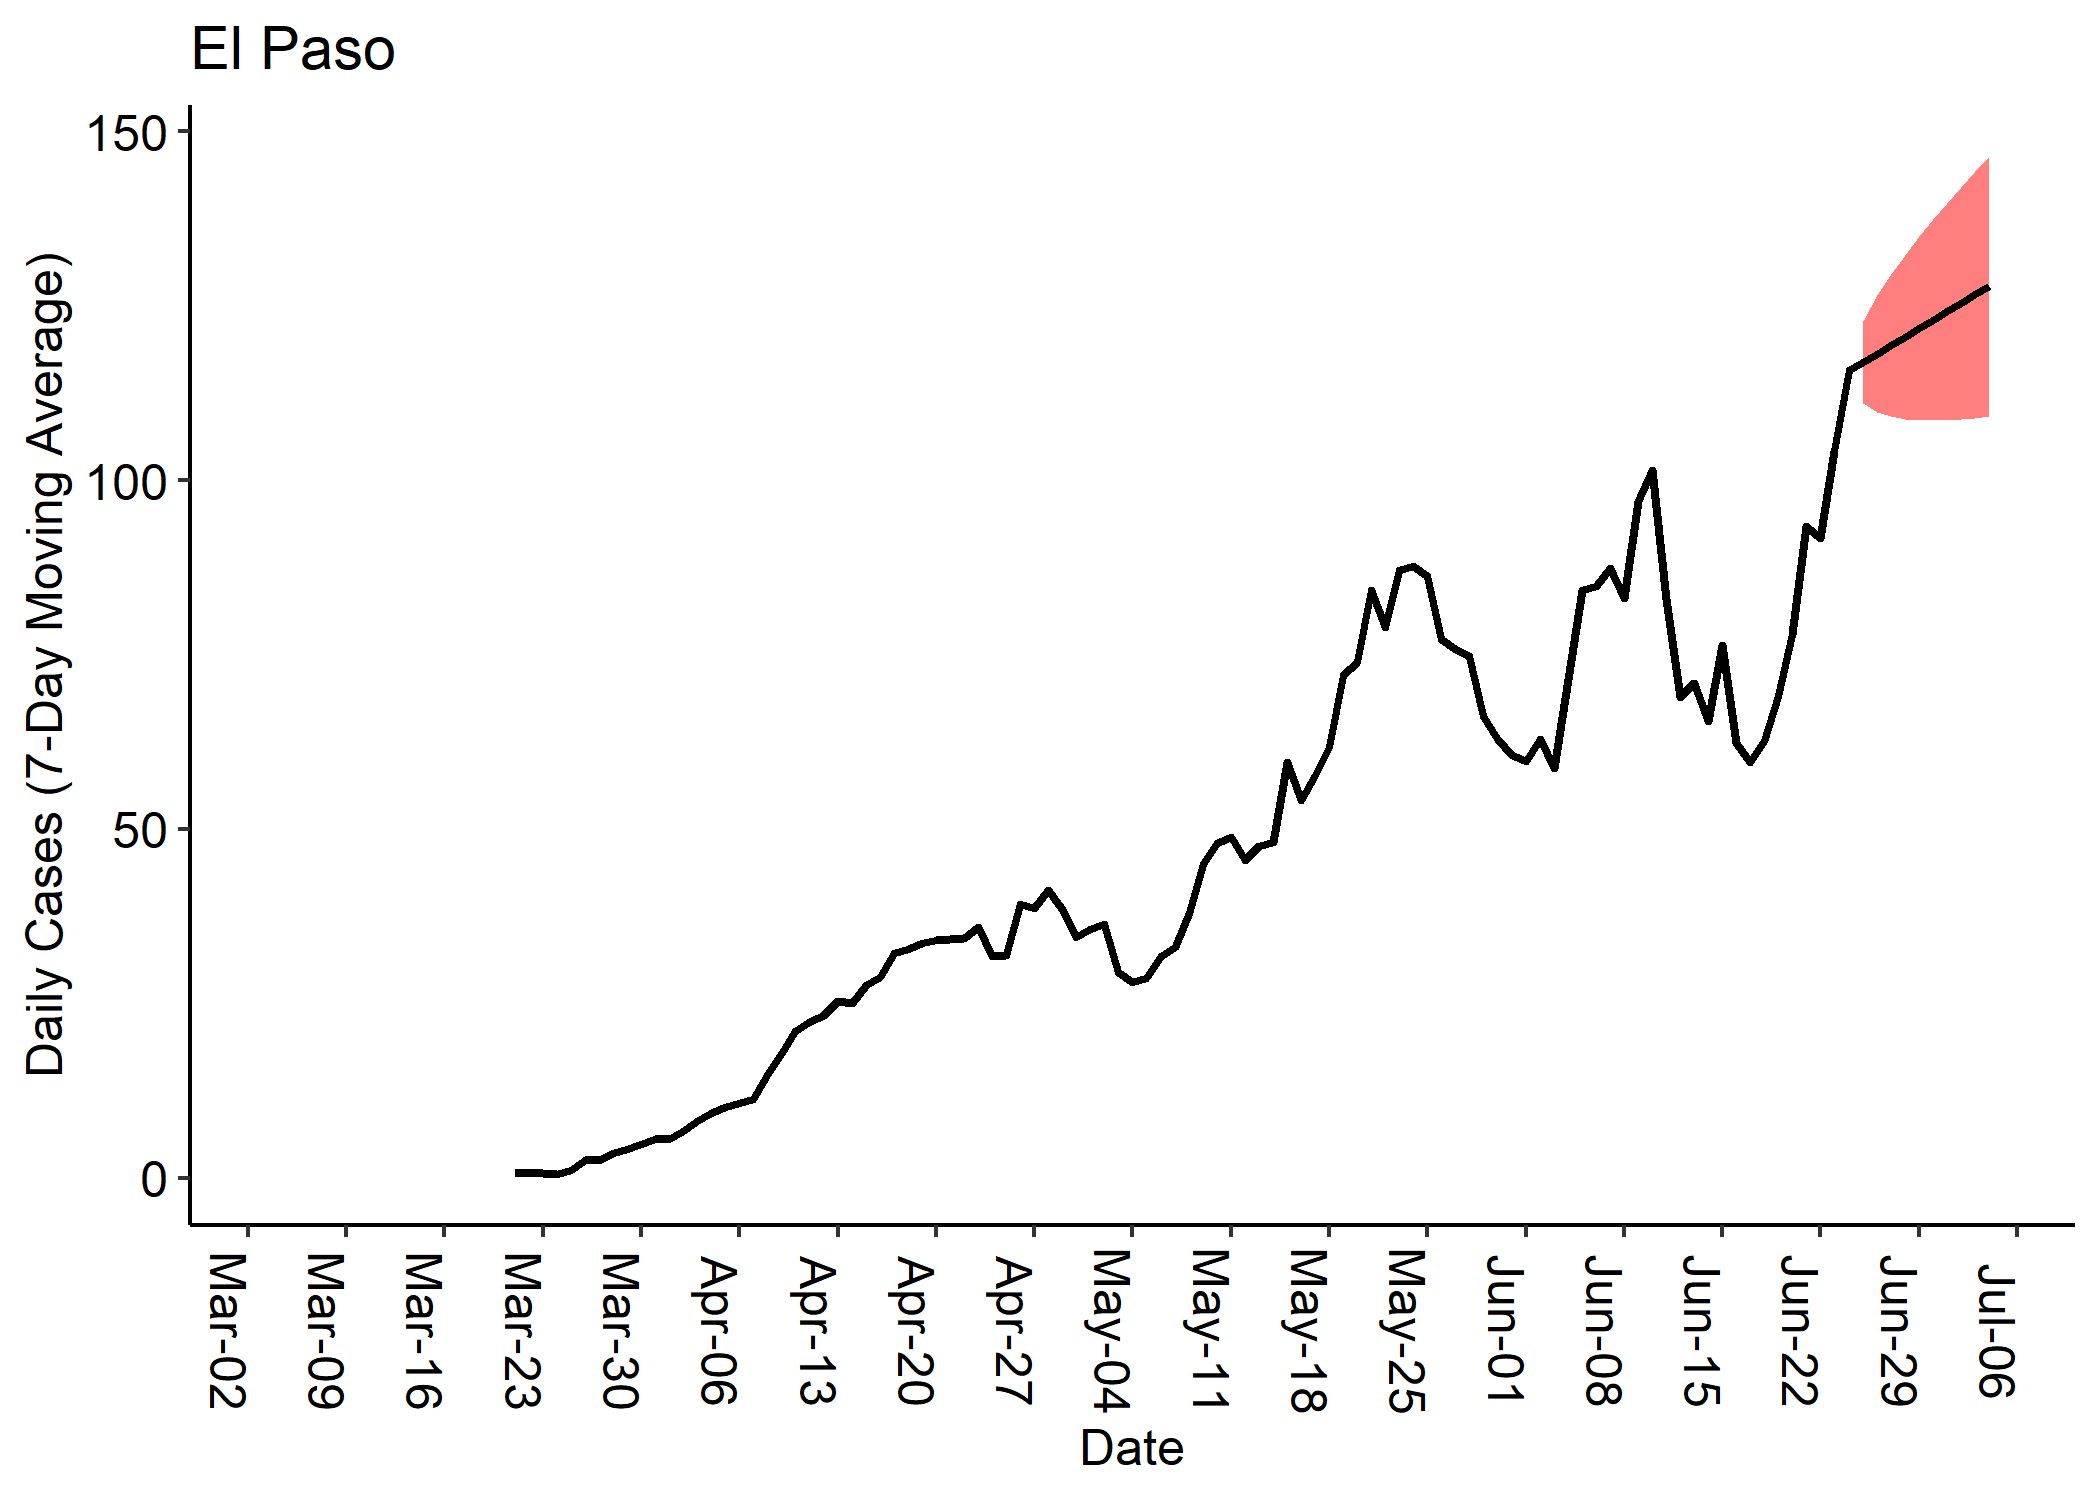 El Paso
Daily Cases (7-Day Moving Average)
150
100
50
0
Mar-02
Mar-09
Mar-16
Mar-23
Mar-30
Apr-06
Apr-13
Apr-20
Apr-27
May-04
May-11
May-18
May-25
Jun-01
Jun-08
Jun-15
Jun-22
Jun-29
Jul-06
Date